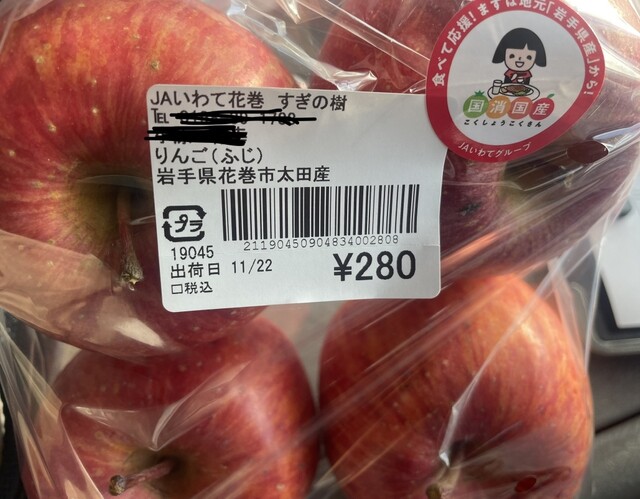 JAいわて花巻 すぎの樹
TEL
りんご(ふじ)
岩手県花巻市太田産
プラ
211904509048340028​08
19045
出荷日 11/22
¥280
□税込
食べて応援!まずは地元「岩手県産」から!
国消国産
こくしょうこくさん
JAいわてグループ